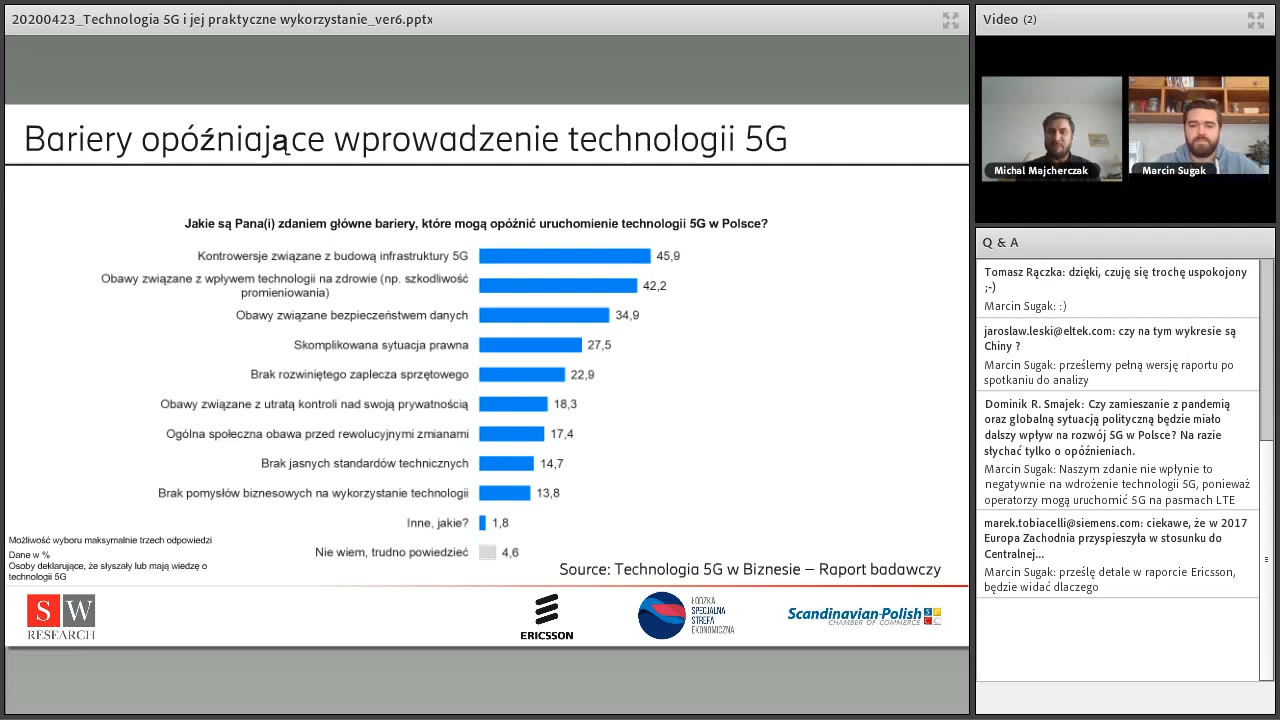 20200423_Technologia 5G i jej praktyczne wykorzystanie_ver6.pptx
Bariery opóźniające wprowadzenie technologii 5G
Jakie są Pana(i) zdaniem główne bariery, które mogą opóźnić uruchomienie technologii 5G w Polsce?
Kontrowersje związane z budową infrastruktury 5G 45,9
Obawy związane z wpływem technologii na zdrowie (np. szkodliwość
promieniowania) 42,2
Obawy związane bezpieczeństwem danych 34,9
Skomplikowana sytuacja prawna 27,5
Brak rozwiniętego zaplecza sprzętowego 22,9
Obawy związane z utratą kontroli nad swoją prywatnością 18,3
Ogólna społeczna obawa przed rewolucyjnymi zmianami 17,4
Brak jasnych standardów technicznych 14,7
Brak pomysłów biznesowych na wykorzystanie technologii 13,8
Inne, jakie? 1,8
Nie wiem, trudno powiedzieć 4,6
Możliwość wyboru maksymalnie trzech odpowiedzi
Dane w %
Osoby deklarujące, że słyszały lub mają wiedzę o
technologii 5G
Source: Technologia 5G w Biznesie – Raport badawczy
SW
RESEARCH
ERICSSON
ŁÓDZKA
SPECJALNA
STREFA
EKONOMICZNA
Scandinavian-Polish
CHAMBER OF COMMERCE
S
P
C
C
Video (2)
Michal Majcherczak
Marcin Sugak
Q & A
Tomasz Rączka: dzięki, czuję się trochę uspokojony
;-)
Marcin Sugak: :)
jaroslaw.leski@eltek.com: czy na tym wykresie są
Chiny ?
Marcin Sugak: prześlemy pełną wersję raportu po
spotkaniu do analizy
Dominik R. Smajek: Czy zamieszanie z pandemią
oraz globalną sytuacją polityczną będzie miało
dalszy wpływ na rozwój 5G w Polsce? Na razie
słychać tylko o opóźnieniach.
Marcin Sugak: Naszym zdanie nie wpłynie to
negatywnie na wdrożenie technologii 5G, ponieważ
operatorzy mogą uruchomić 5G na pasmach LTE
marek.tobiacelli@siemens.com: ciekawe, że w 2017
Europa Zachodnia przyspieszyła w stosunku do
Centralnej...
Marcin Sugak: prześlę detale w raporcie Ericsson,
będzie widać dlaczego